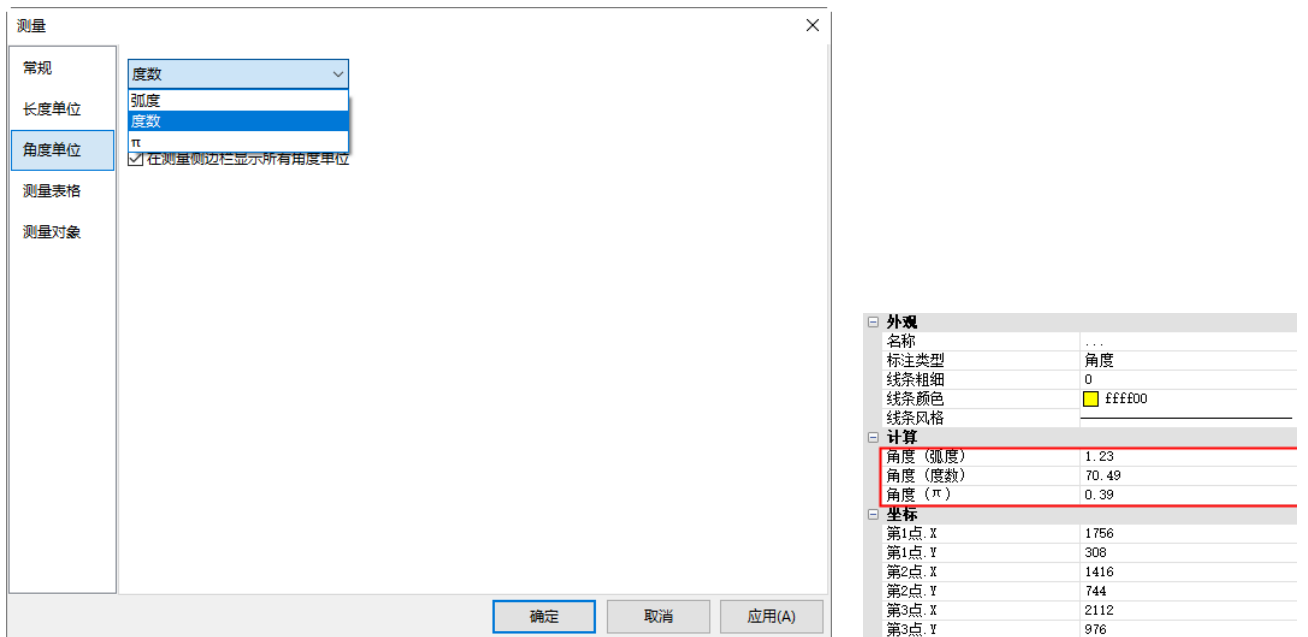 测量
常规
长度单位
角度单位
测量表格
测量对象
度数
弧度
度数
π
在测量侧边栏显示所有角度单位
确定
取消
应用(A)
外观
名称 ...
标注类型 角度
线条粗细 0
线条颜色 ffff00
线条风格
计算
角度（弧度） 1.23
角度（度数） 70.49
角度（π） 0.39
坐标
第1点.X 1756
第1点.Y 308
第2点.X 1416
第2点.Y 744
第3点.X 2112
第3点.Y 976